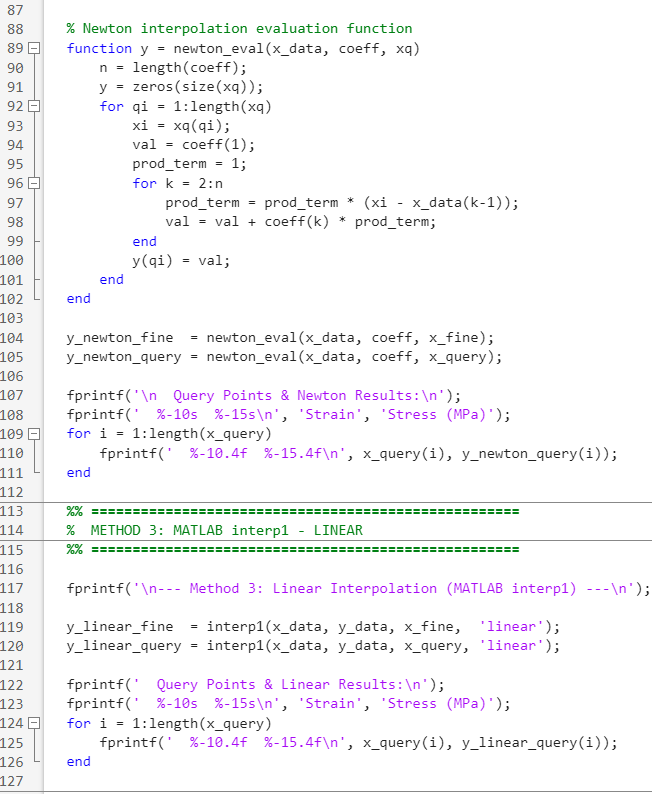 87
88 % Newton interpolation evaluation function
89 function y = newton_eval(x_data, coeff, xq)
90     n = length(coeff);
91     y = zeros(size(xq));
92     for qi = 1:length(xq)
93         xi = xq(qi);
94         val = coeff(1);
95         prod_term = 1;
96         for k = 2:n
97             prod_term = prod_term * (xi - x_data(k-1));
98             val = val + coeff(k) * prod_term;
99         end
100         y(qi) = val;
101     end
102 end
103
104 y_newton_fine  = newton_eval(x_data, coeff, x_fine);
105 y_newton_query = newton_eval(x_data, coeff, x_query);
106
107 fprintf('\n  Query Points & Newton Results:\n');
108 fprintf('  %-10s  %-15s\n', 'Strain', 'Stress (MPa)');
109 for i = 1:length(x_query)
110     fprintf('  %-10.4f  %-15.4f\n', x_query(i), y_newton_query(i));
111 end
112
113 %% ====================================================
114 %  METHOD 3: MATLAB interp1 - LINEAR
115 %% ====================================================
116
117 fprintf('\n--- Method 3: Linear Interpolation (MATLAB interp1) ---\n');
118
119 y_linear_fine  = interp1(x_data, y_data, x_fine,  'linear');
120 y_linear_query = interp1(x_data, y_data, x_query, 'linear');
121
122 fprintf('  Query Points & Linear Results:\n');
123 fprintf('  %-10s  %-15s\n', 'Strain', 'Stress (MPa)');
124 for i = 1:length(x_query)
125     fprintf('  %-10.4f  %-15.4f\n', x_query(i), y_linear_query(i));
126 end
127